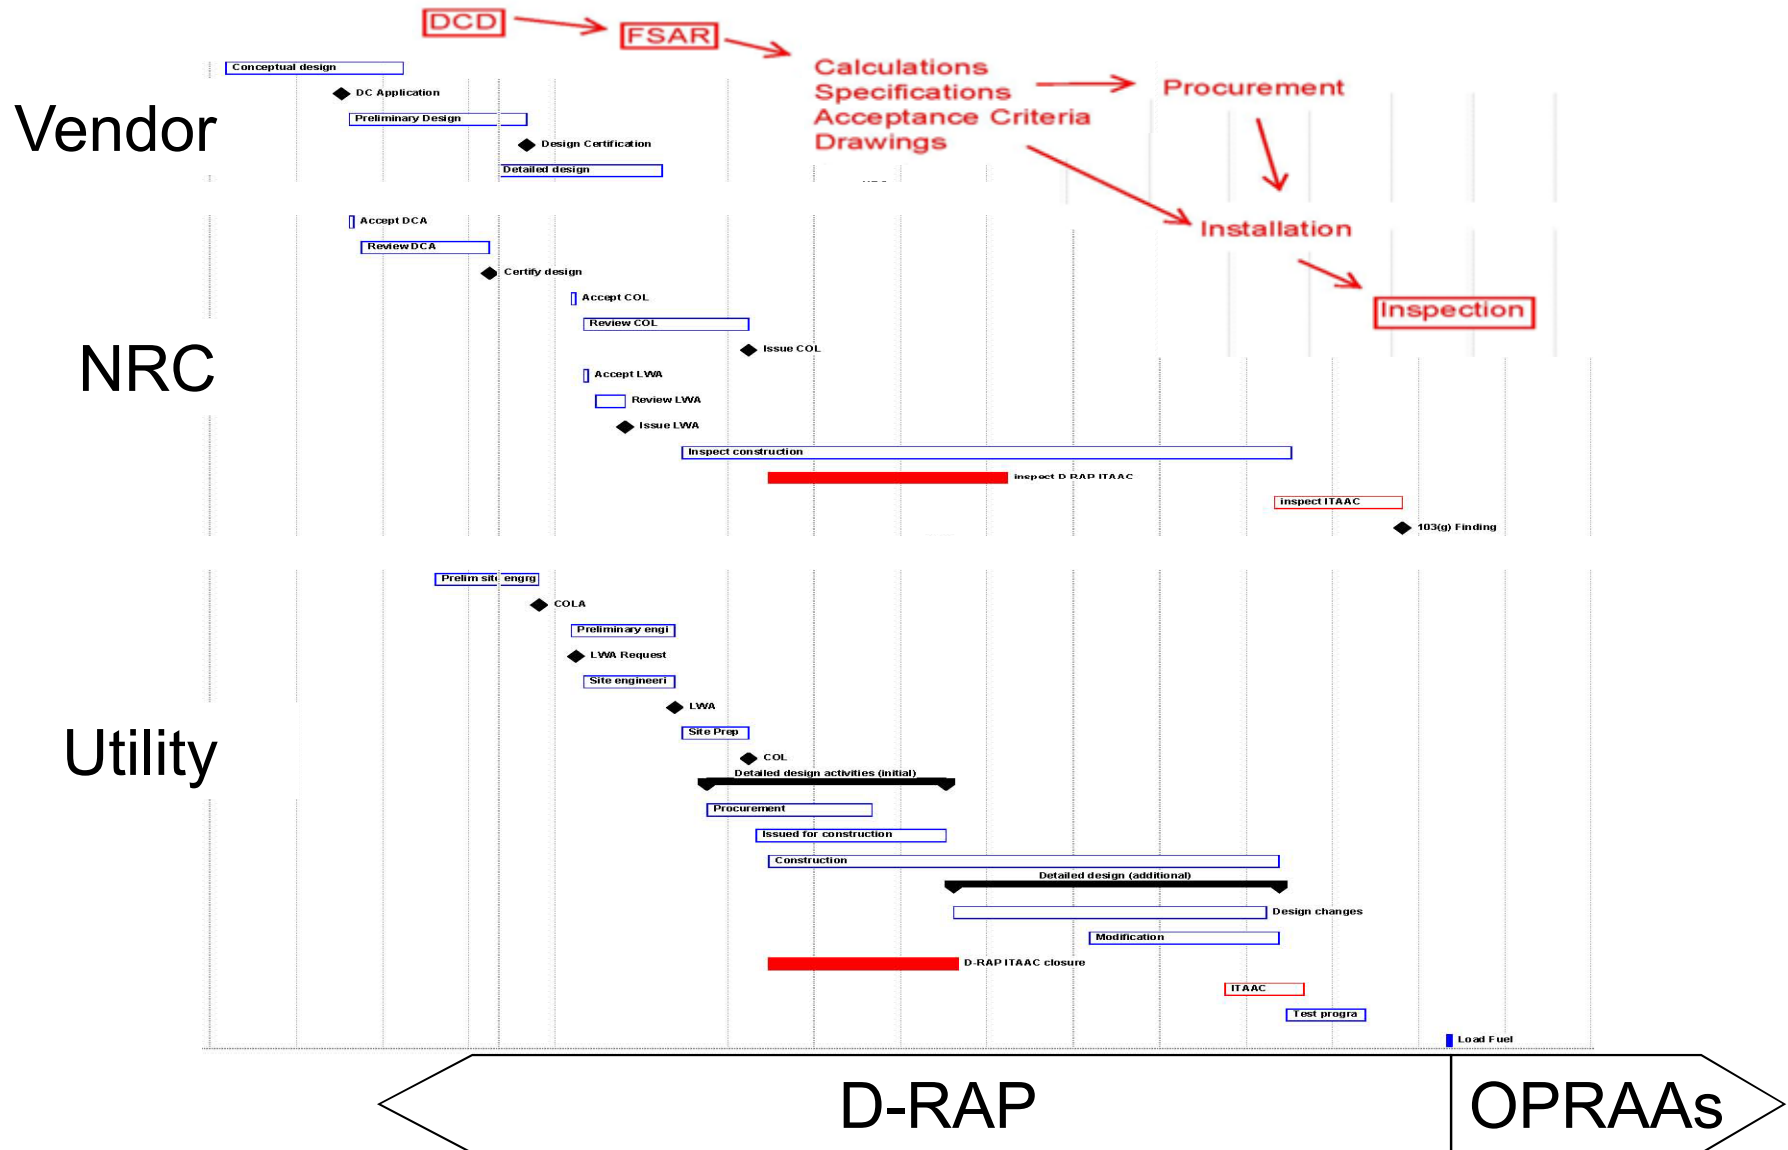 DCD
FSAR
Calculations
Specifications
Acceptance Criteria
Drawings
Procurement
Installation
Inspection
Vendor
Conceptual design
DC Application
Preliminary Design
Design Certification
Detailed design
NRC
Accept DCA
Review DCA
Certify design
Accept COL
Review COL
Issue COL
Accept LWA
Review LWA
Issue LWA
Inspect construction
inspect D-RAP ITAAC
inspect ITAAC
103(g) Finding
Utility
Prelim site engrg
COLA
Preliminary engi
LWA Request
Site engineeri
LWA
Site Prep
COL
Detailed design activities (initial)
Procurement
Issued for construction
Construction
Detailed design (additional)
Design changes
Modification
D-RAP ITAAC closure
ITAAC
Test progra
Load Fuel
D-RAP
OPRAAs